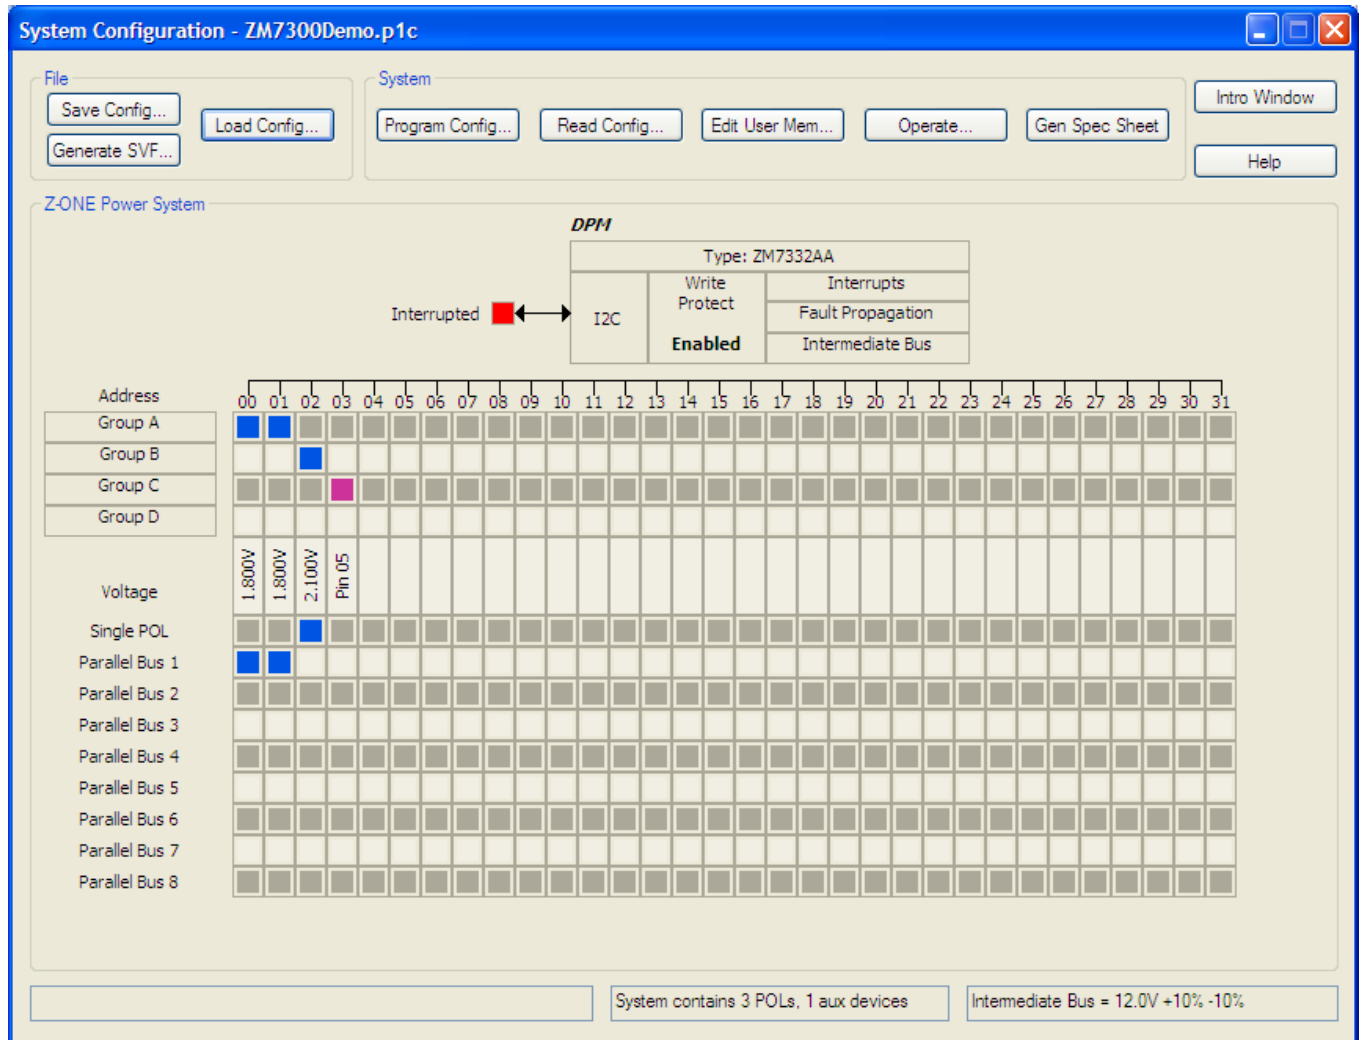 System Configuration - ZM7300Demo.p1c
File
System
Save Config...
Load Config...
Generate SVF...
Program Config...
Read Config...
Edit User Mem...
Operate...
Gen Spec Sheet
Intro Window
Help
Z-ONE Power System
DPM
Type: ZM7332AA
Interrupted
I2C
Write
Protect
Enabled
Interrupts
Fault Propagation
Intermediate Bus
Address
00 01 02 03 04 05 06 07 08 09 10 11 12 13 14 15 16 17 18 19 20 21 22 23 24 25 26 27 28 29 30 31
Group A
Group B
Group C
Group D
Voltage
1.800V
1.800V
2.100V
Pin 05
Single POL
Parallel Bus 1
Parallel Bus 2
Parallel Bus 3
Parallel Bus 4
Parallel Bus 5
Parallel Bus 6
Parallel Bus 7
Parallel Bus 8
System contains 3 POLs, 1 aux devices
Intermediate Bus = 12.0V +10% -10%